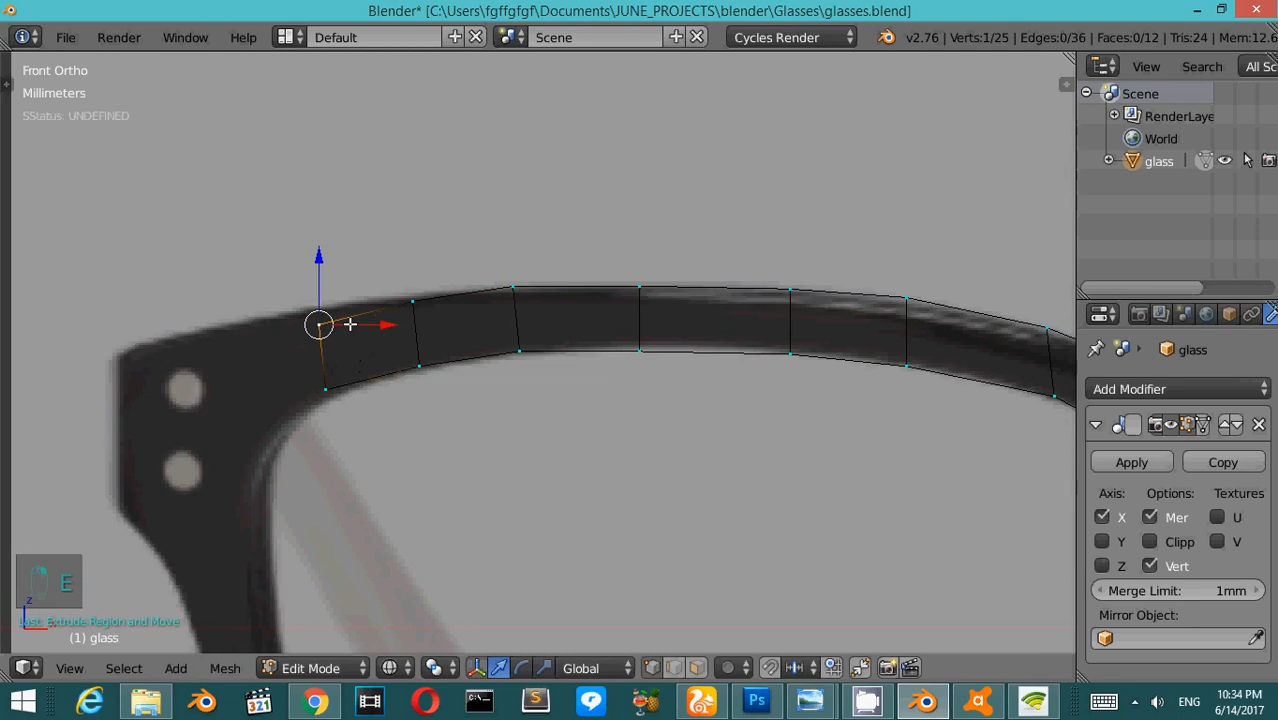 Blender* [C:\Users\fgffgfgf\Documents\JUNE_PROJECTS\blender\Glasses\glasses.blend]
File Render Window Help Default Scene Cycles Render v2.76 | Verts:1/25 | Edges:0/36 | Faces:0/12 | Tris:24 | Mem:12.6
Front Ortho
Millimeters
SStatus: UNDEFINED
View Search All Sc
Scene
RenderLaye
World
glass
glass
Add Modifier
Apply Copy
Axis: Options: Textures
X Mer U
Y Clipp V
Z Vert
Merge Limit: 1mm
Mirror Object:
E
z
Last: Extrude Region and Move
(1) glass
View Select Add Mesh Edit Mode Global
321 Ps ENG 10:34 PM
6/14/2017